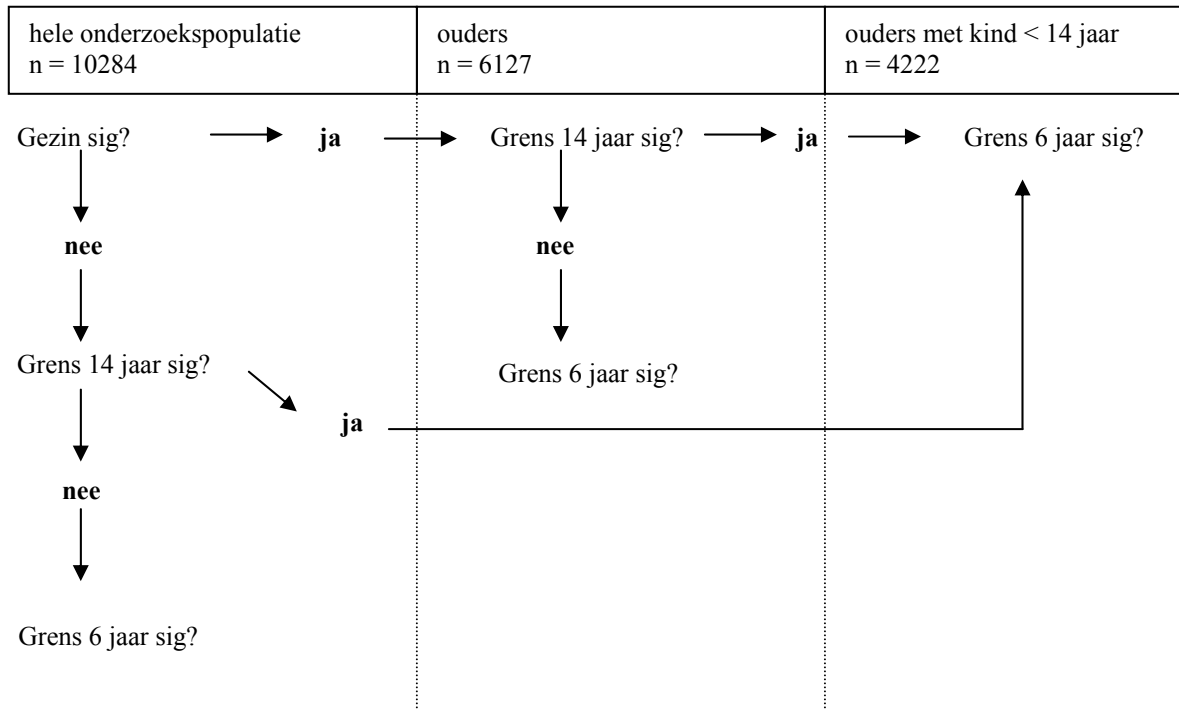 hele onderzoekspopulatie
n = 10284
ouders
n = 6127
ouders met kind < 14 jaar
n = 4222
Gezin sig?
ja
Grens 14 jaar sig?
ja
Grens 6 jaar sig?
nee
nee
Grens 14 jaar sig?
Grens 6 jaar sig?
ja
nee
Grens 6 jaar sig?